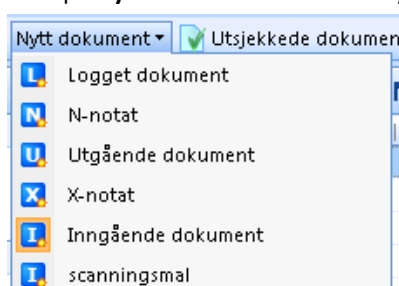 Nytt dokument Utsjekkede dokumen
L Logget dokument
N N-notat
U Utgående dokument
X X-notat
I Inngående dokument
I scanningsmal